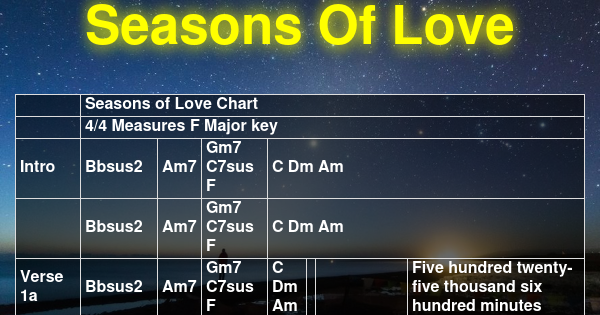 Seasons Of Love
Seasons of Love Chart
4/4 Measures F Major key
Intro Bbsus2 Am7 Gm7 C7sus F C Dm Am
Bbsus2 Am7 Gm7 C7sus F C Dm Am
Verse 1a Bbsus2 Am7 Gm7 C7sus F C Dm Am Five hundred twenty-
five thousand six
hundred minutes